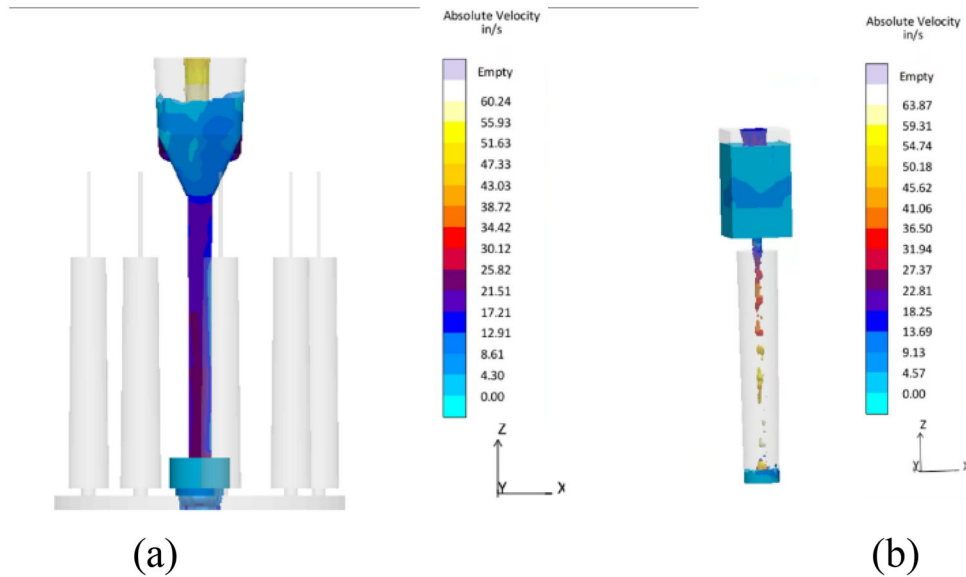 Absolute Velocity
in/s
Empty
60.24
55.93
51.63
47.33
43.03
38.72
34.42
30.12
25.82
21.51
17.21
12.91
8.61
4.30
0.00
Z
Y
X
(a)
Absolute Velocity
in/s
Empty
63.87
59.31
54.74
50.18
45.62
41.06
36.50
31.94
27.37
22.81
18.25
13.69
9.13
4.57
0.00
Z
Y
X
(b)